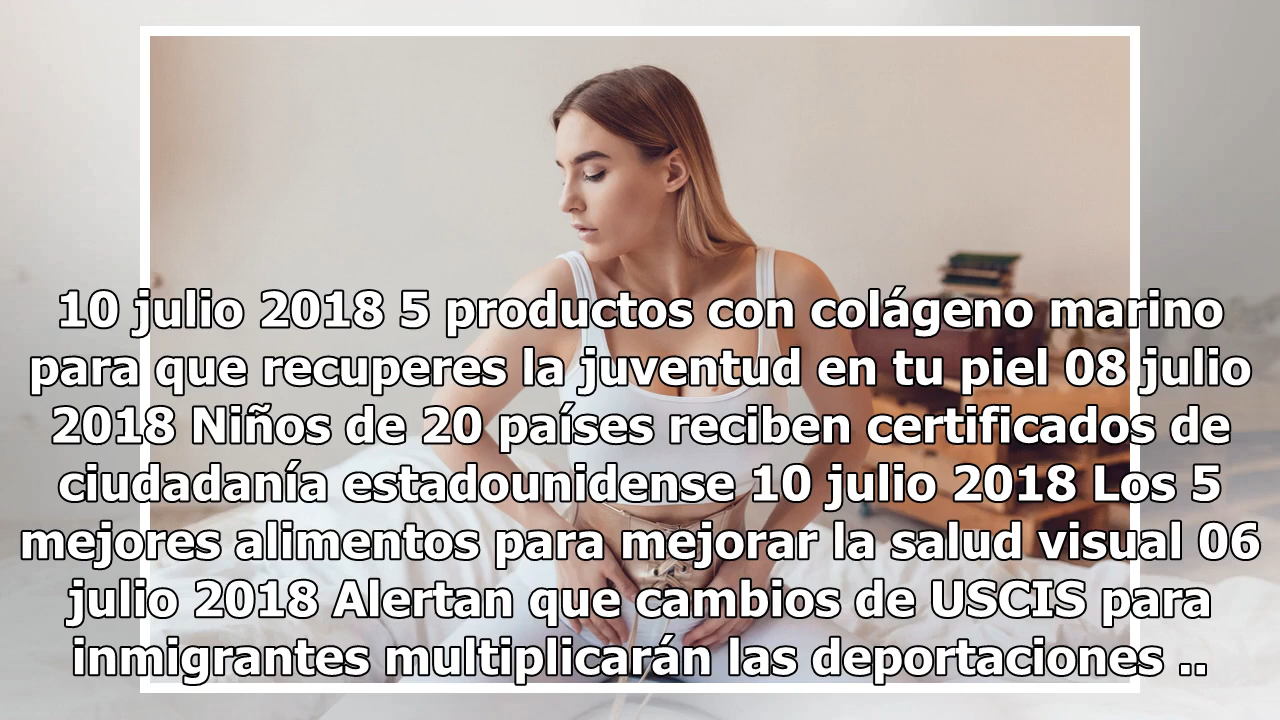 10 julio 2018 5 productos con colágeno marino
para que recuperes la juventud en tu piel 08 julio
2018 Niños de 20 países reciben certificados de
ciudadanía estadounidense 10 julio 2018 Los 5
mejores alimentos para mejorar la salud visual 06
julio 2018 Alertan que cambios de USCIS para
inmigrantes multiplicarán las deportaciones ..